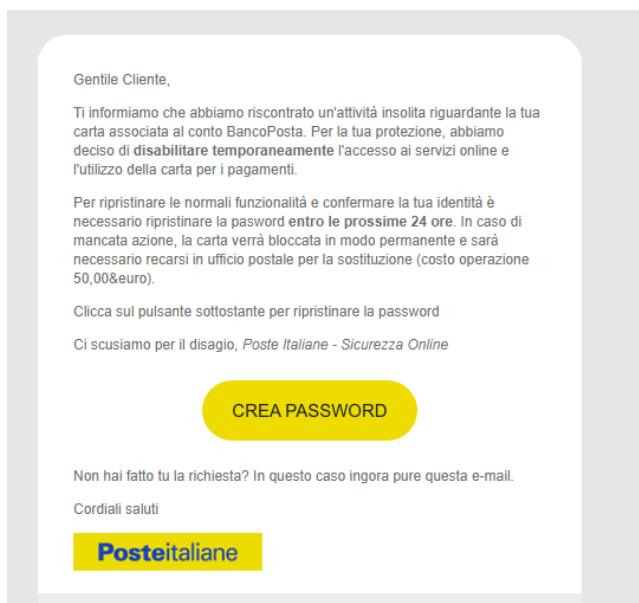 Gentile Cliente,
Ti informiamo che abbiamo riscontrato un'attività insolita riguardante la tua
carta associata al conto BancoPosta. Per la tua protezione, abbiamo
deciso di disabilitare temporaneamente l'accesso ai servizi online e
l'utilizzo della carta per i pagamenti.
Per ripristinare le normali funzionalità e confermare la tua identità è
necessario ripristinare la pasword entro le prossime 24 ore. In caso di
mancata azione, la carta verrà bloccata in modo permanente e sarà
necessario recarsi in ufficio postale per la sostituzione (costo operazione
50,00&euro).
Clicca sul pulsante sottostante per ripristinare la password
Ci scusiamo per il disagio, Poste Italiane - Sicurezza Online
CREA PASSWORD
Non hai fatto tu la richiesta? In questo caso ingora pure questa e-mail.
Cordiali saluti
Posteitaliane